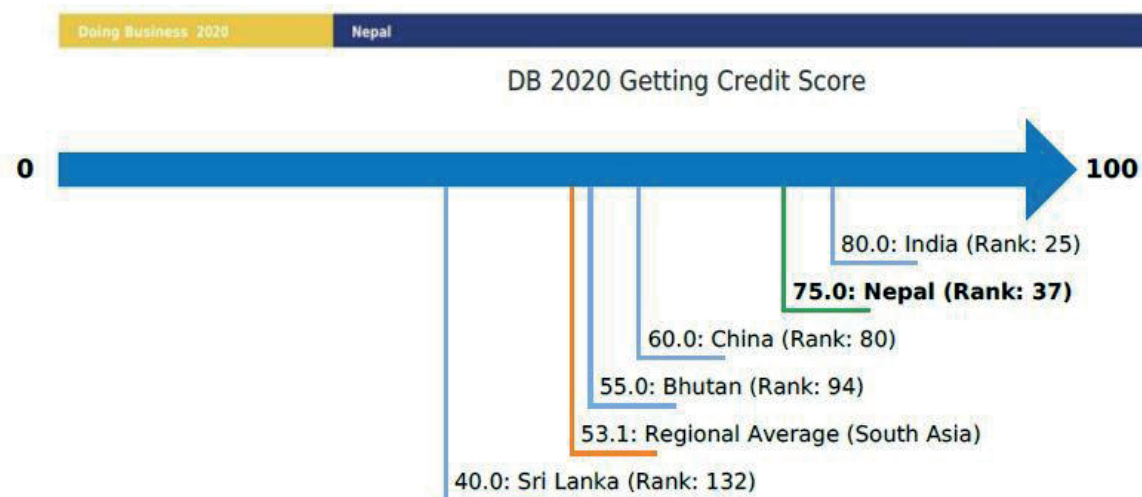 Doing Business 2020
Nepal
DB 2020 Getting Credit Score
0
100
80.0: India (Rank: 25)
75.0: Nepal (Rank: 37)
60.0: China (Rank: 80)
55.0: Bhutan (Rank: 94)
53.1: Regional Average (South Asia)
40.0: Sri Lanka (Rank: 132)